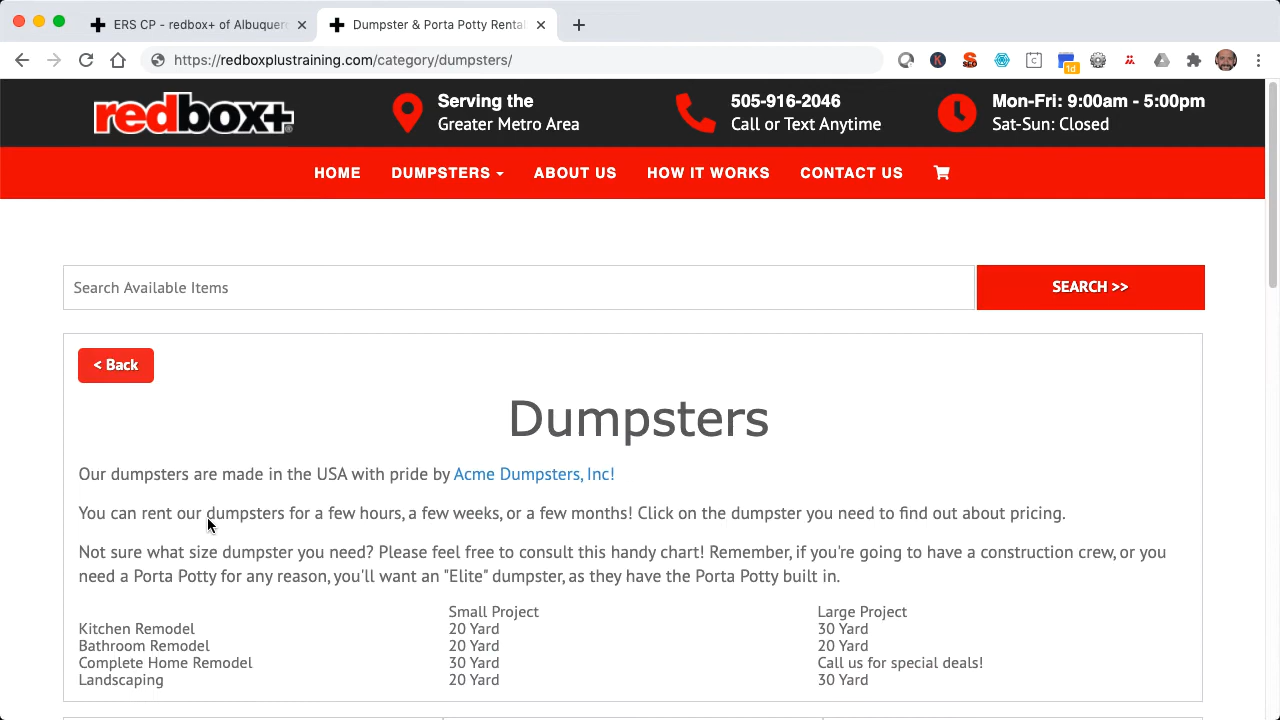 ERS CP - redbox+ of Albuquer
Dumpster & Porta Potty Rental
https://redboxplustraining.com/category/dumpsters/
1d
redbox+
Serving the
Greater Metro Area
505-916-2046
Call or Text Anytime
Mon-Fri: 9:00am - 5:00pm
Sat-Sun: Closed
HOME DUMPSTERS ABOUT US HOW IT WORKS CONTACT US
Search Available Items
SEARCH >>
< Back
Dumpsters
Our dumpsters are made in the USA with pride by Acme Dumpsters, Inc!
You can rent our dumpsters for a few hours, a few weeks, or a few months! Click on the dumpster you need to find out about pricing.
Not sure what size dumpster you need? Please feel free to consult this handy chart! Remember, if you're going to have a construction crew, or you
need a Porta Potty for any reason, you'll want an "Elite" dumpster, as they have the Porta Potty built in.
Small Project Large Project
Kitchen Remodel 20 Yard 30 Yard
Bathroom Remodel 20 Yard 20 Yard
Complete Home Remodel 30 Yard Call us for special deals!
Landscaping 20 Yard 30 Yard